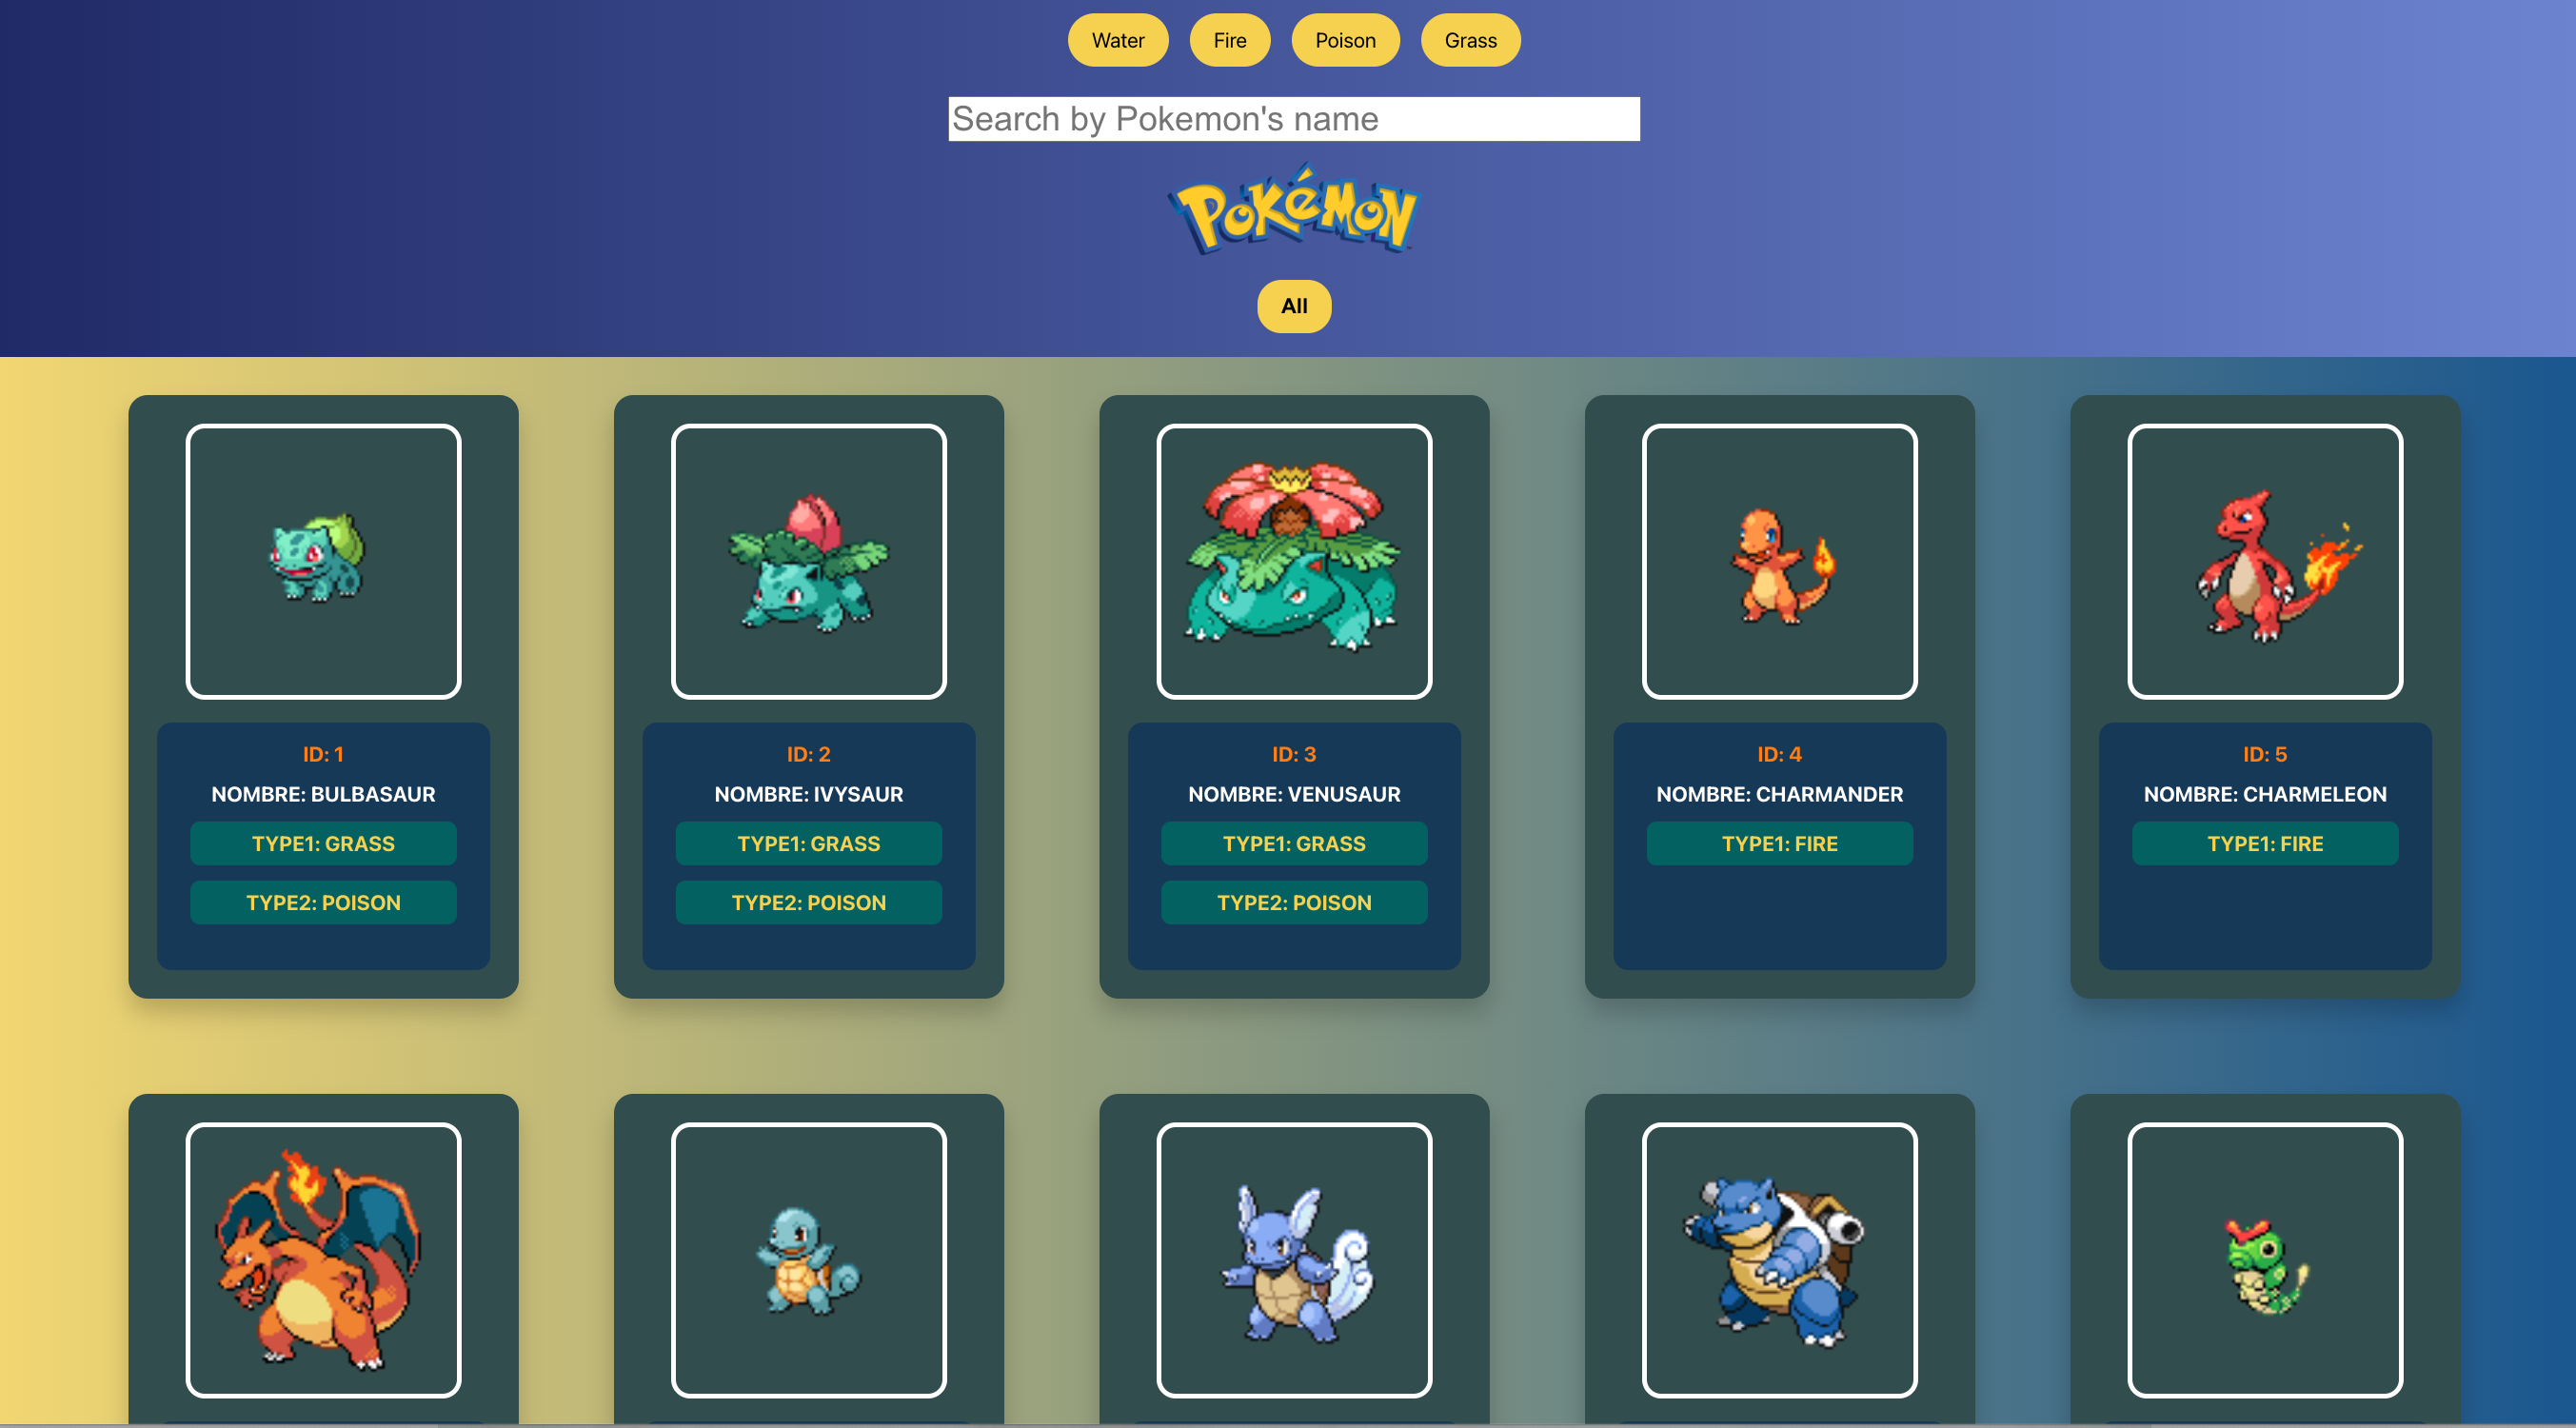 Water Fire Poison Grass
Search by Pokemon's name
POKéMON
All
ID: 1
NOMBRE: BULBASAUR
TYPE1: GRASS
TYPE2: POISON
ID: 2
NOMBRE: IVYSAUR
TYPE1: GRASS
TYPE2: POISON
ID: 3
NOMBRE: VENUSAUR
TYPE1: GRASS
TYPE2: POISON
ID: 4
NOMBRE: CHARMANDER
TYPE1: FIRE
ID: 5
NOMBRE: CHARMELEON
TYPE1: FIRE